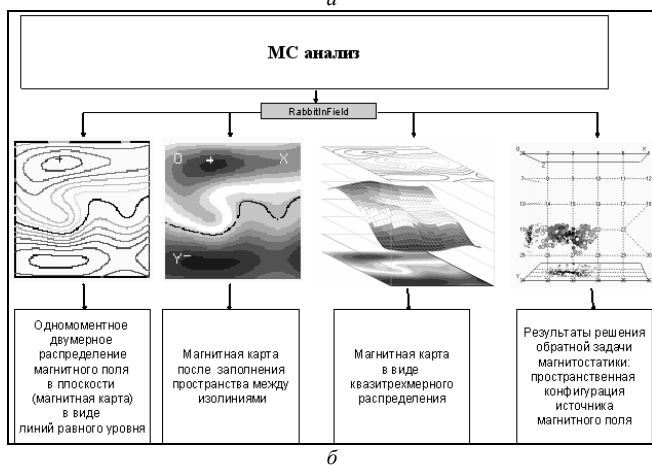 а
МС анализ
RabbitInField
O X
Y
Одномоментное
двумерное
распределение
магнитного поля
в плоскости
(магнитная карта)
в виде
линий равного уровня
Магнитная карта
после заполнения
пространства между
изолиниями
Магнитная карта
в виде
квазитрехмерного
распределения
Результаты решения
обратной задачи
магнитостатики:
пространственная
конфигурация
источника
магнитного поля
б